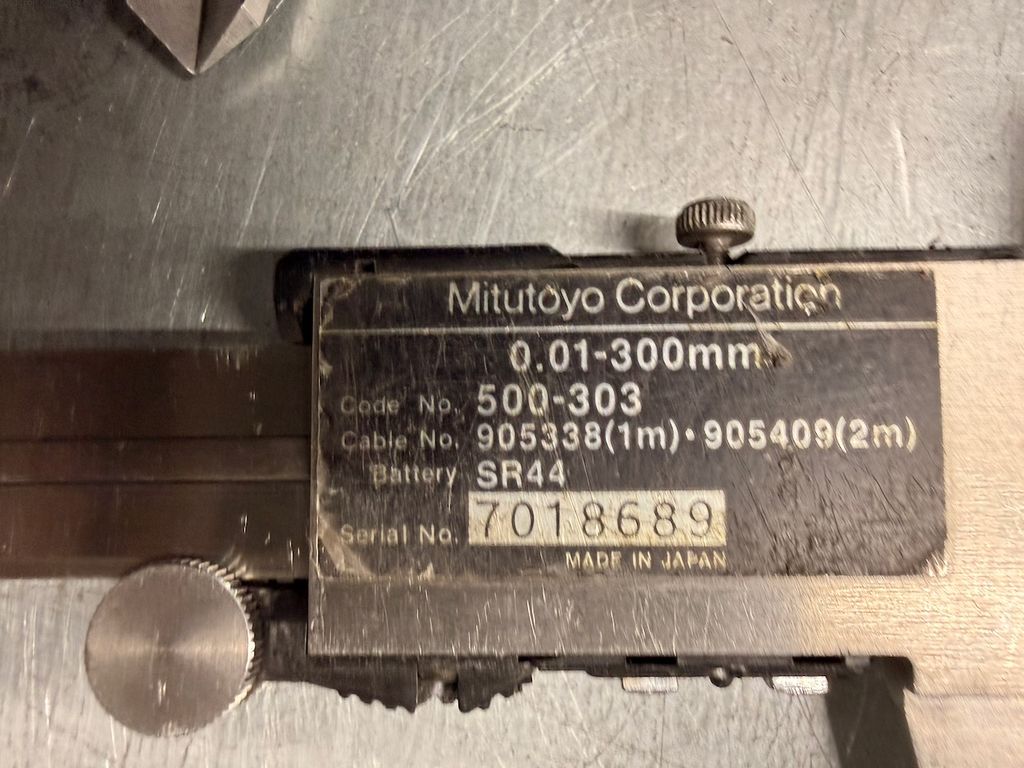 Mitutoyo Corporation
0.01-300mm
Code No. 500-303
Cable No. 905338(1m)·905409(2m)
Battery SR44
Serial No. 7018689
MADE IN JAPAN